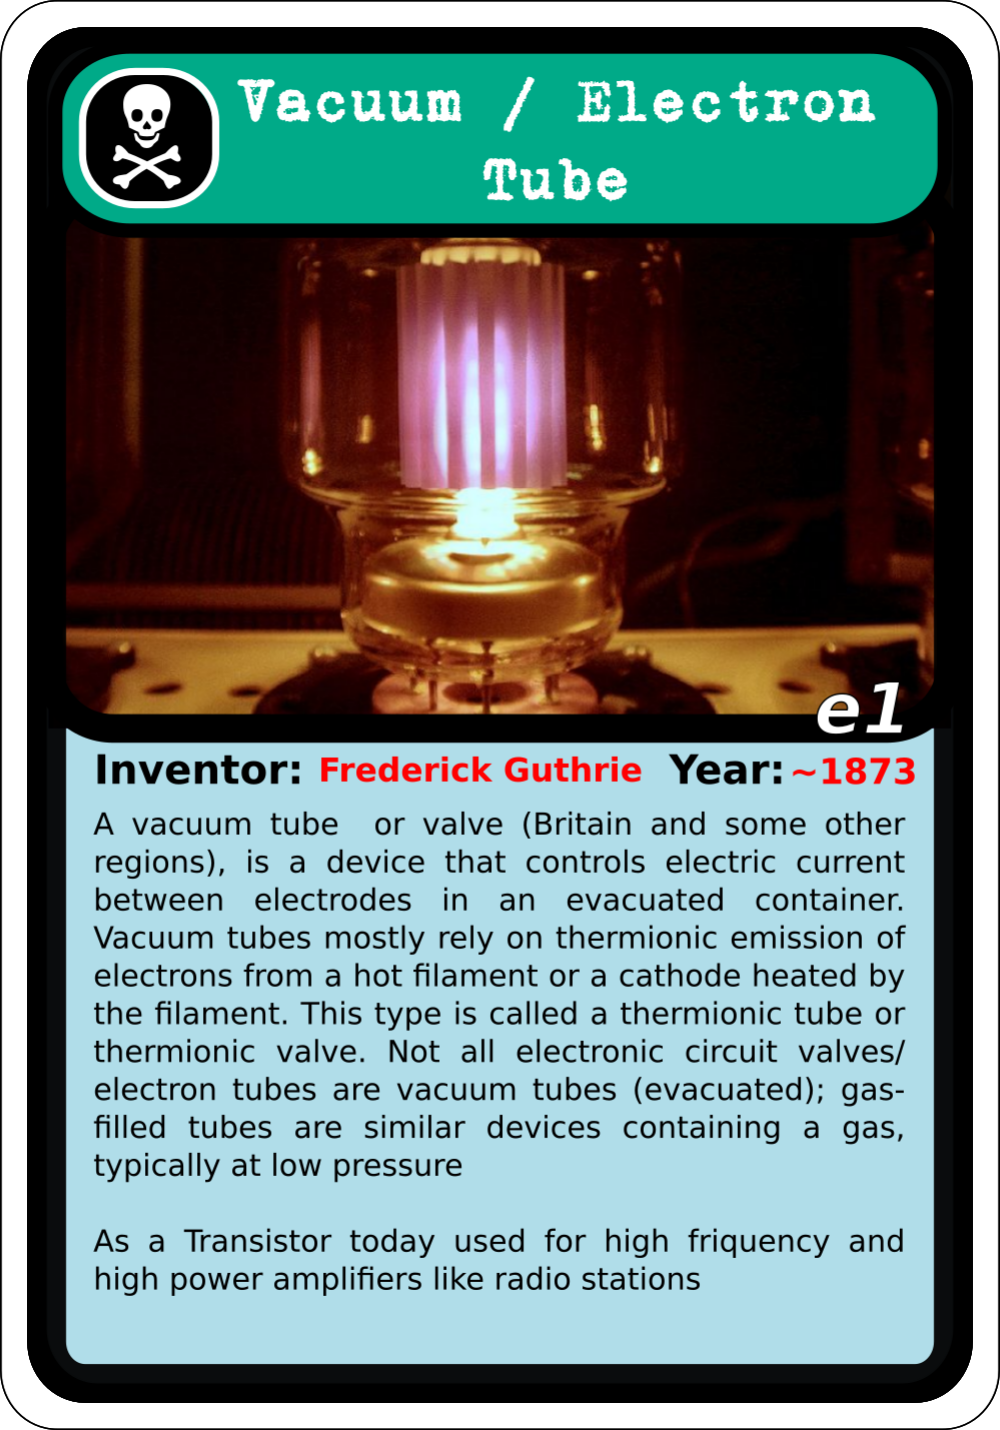 Vacuum / Electron
Tube
e1
Inventor: Frederick Guthrie Year: ~1873
A vacuum tube or valve (Britain and some other
regions), is a device that controls electric current
between electrodes in an evacuated container.
Vacuum tubes mostly rely on thermionic emission of
electrons from a hot filament or a cathode heated by
the filament. This type is called a thermionic tube or
thermionic valve. Not all electronic circuit valves/
electron tubes are vacuum tubes (evacuated); gas-
filled tubes are similar devices containing a gas,
typically at low pressure
As a Transistor today used for high friquency and
high power amplifiers like radio stations